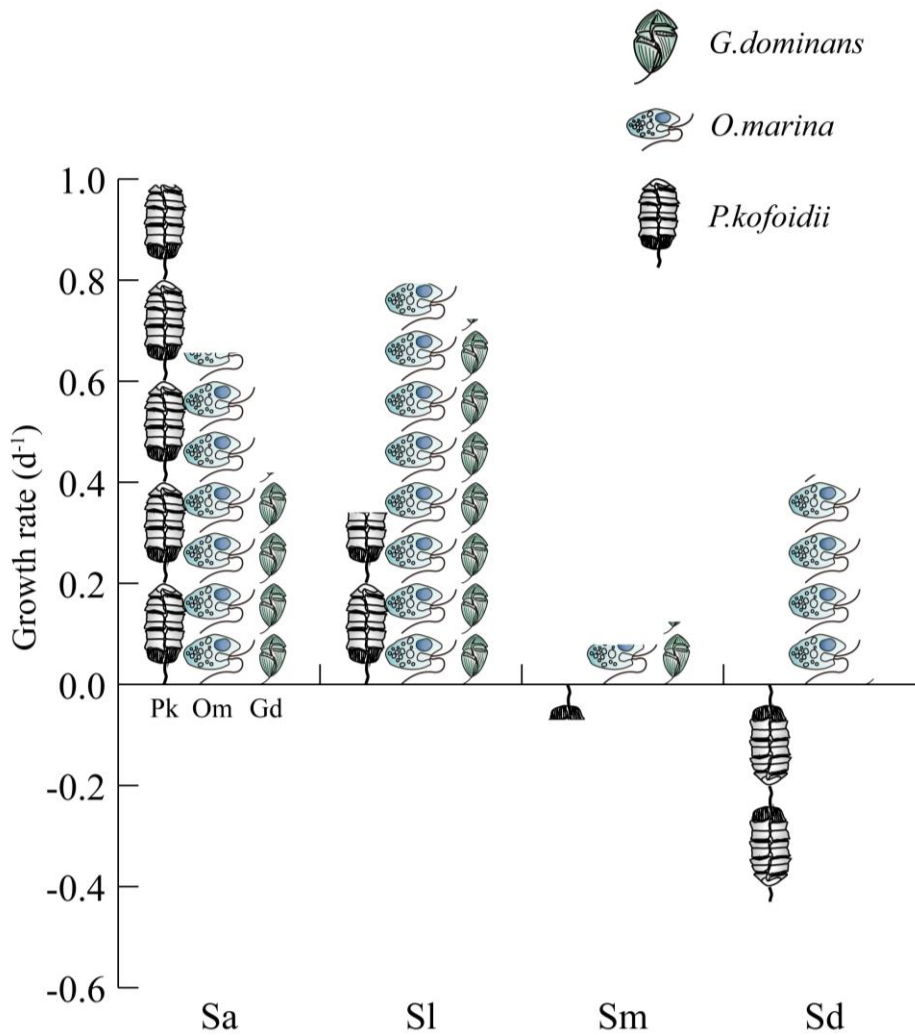 G.dominans
O.marina
P.kofoidii
Growth rate (d⁻¹)
1.0
0.8
0.6
0.4
0.2
0.0
-0.2
-0.4
-0.6
Pk Om Gd
Sa Sl Sm Sd